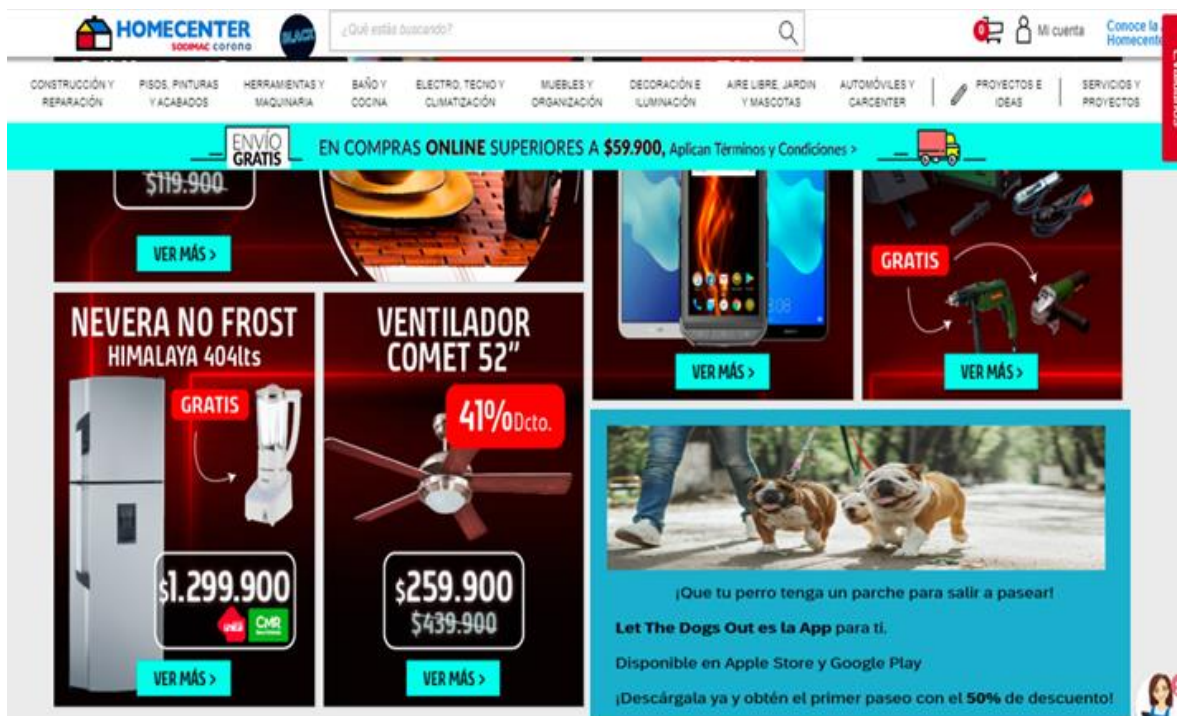 HOMECENTER
SODIMAC corona
BLACK
¿Qué estás buscando?
0
Mi cuenta
Conoce la
CONSTRUCCIÓN Y REPARACIÓN
PISOS, PINTURAS Y ACABADOS
HERRAMIENTAS Y MAQUINARIA
BAÑO Y COCINA
ELECTRO, TECNO Y CLIMATIZACIÓN
MUEBLES Y ORGANIZACIÓN
DECORACIÓN E ILUMINACIÓN
AIRE LIBRE, JARDIN Y MASCOTAS
AUTOMÓVILES Y CARCENTER
PROYECTOS E IDEAS
SERVICIOS Y PROYECTOS
ENVÍO GRATIS
EN COMPRAS ONLINE SUPERIORES A $59.900, Aplican Términos y Condiciones >
$119.900
VER MÁS >
VER MÁS >
GRATIS
VER MÁS >
NEVERA NO FROST
HIMALAYA 404lts
GRATIS
$1.299.900
única
CMR
VER MÁS >
VENTILADOR
COMET 52”
41% Dcto.
$259.900
$439.900
VER MÁS >
¡Que tu perro tenga un parche para salir a pasear!
Let The Dogs Out es la App para ti.
Disponible en Apple Store y Google Play
¡Descárgala ya y obtén el primer paseo con el 50% de descuento!